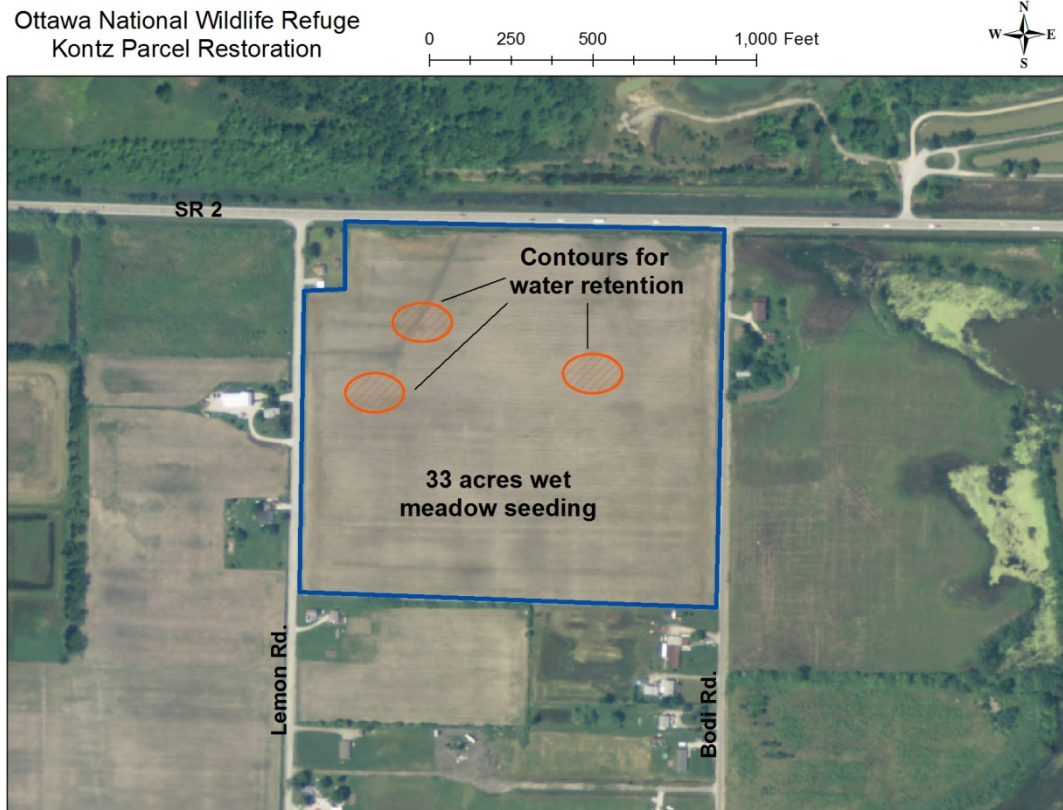 Ottawa National Wildlife Refuge
Kontz Parcel Restoration
0 250 500 1,000 Feet
N
W E
S
SR 2
Contours for
water retention
33 acres wet
meadow seeding
Lemon Rd.
Bodi Rd.